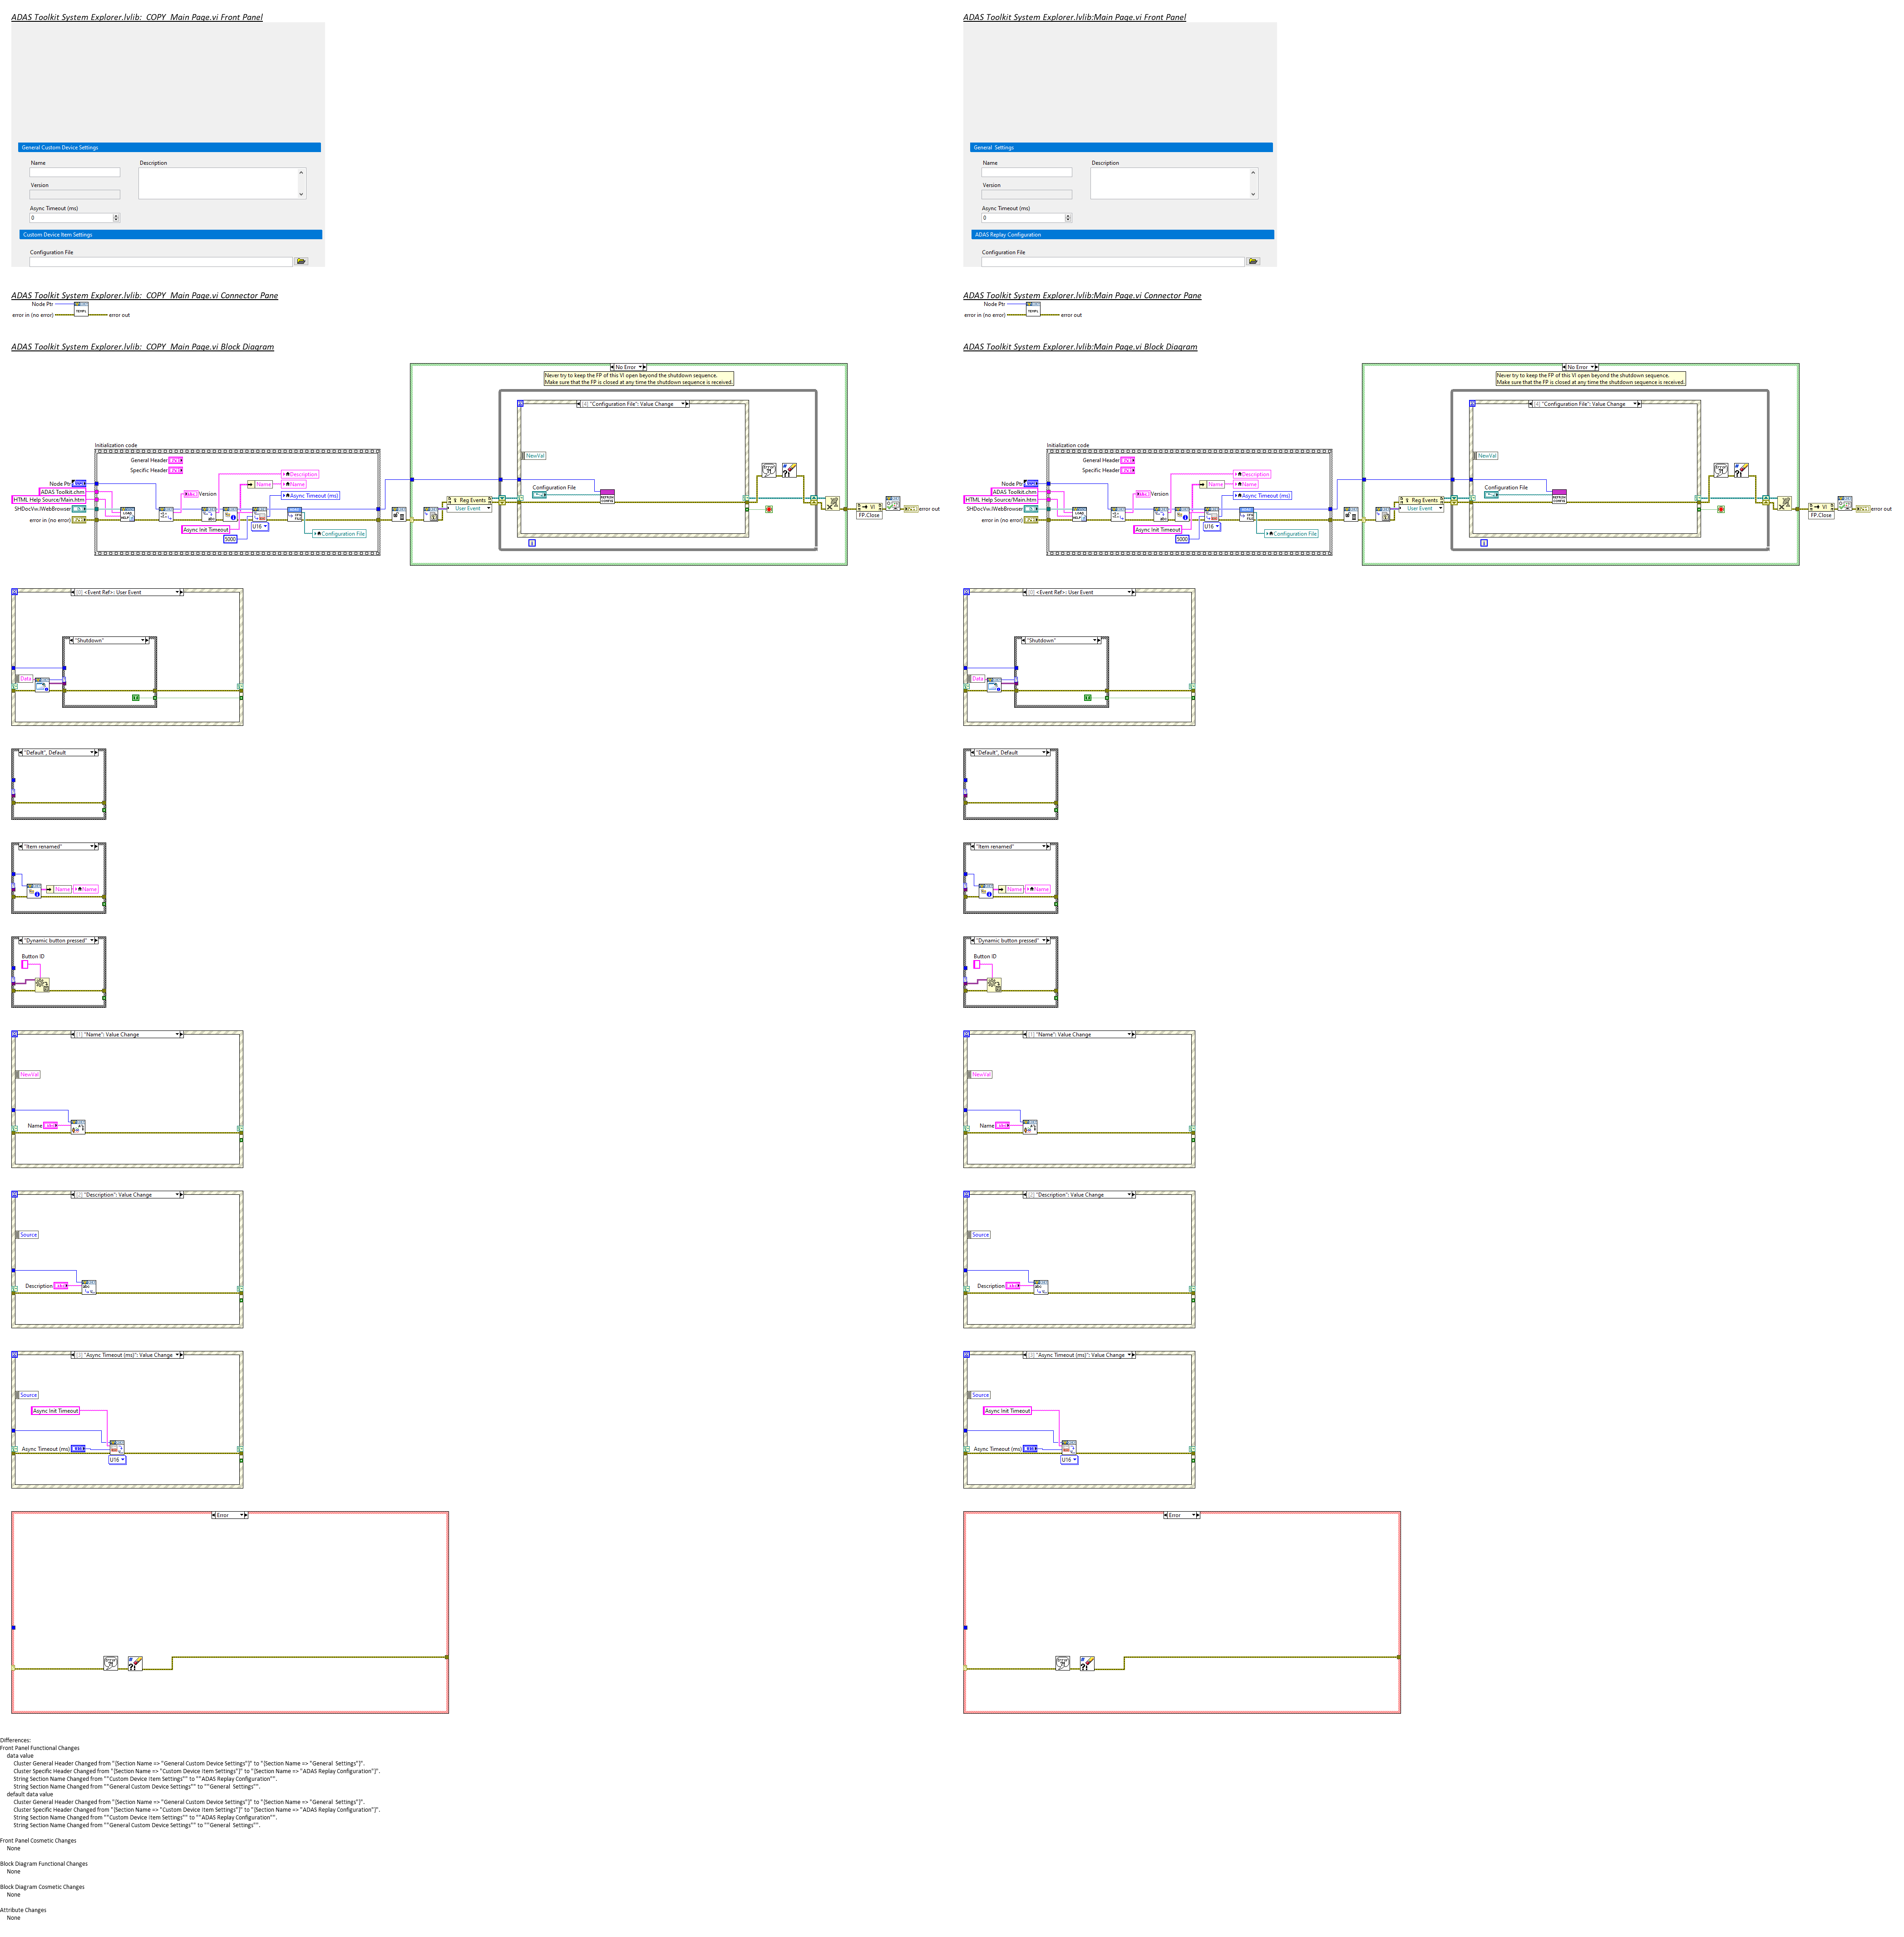 ADAS Toolkit System Explorer.lvlib:_COPY_Main Page.vi Front Panel
General Custom Device Settings
Name
Description
Version
Async Timeout (ms)
0
Custom Device Item Settings
Configuration File
ADAS Toolkit System Explorer.lvlib:_COPY_Main Page.vi Connector Pane
Node Ptr
error in (no error)
error out
ADAS Toolkit System Explorer.lvlib:_COPY_Main Page.vi Block Diagram
No Error
Never try to keep the FP of this VI open beyond the shutdown sequence.
Make sure that the FP is closed at any time the shutdown sequence is received.
[4] "Configuration File": Value Change
Initialization code
General Header
Specific Header
NewVal
Description
Node Ptr
Name
Name
ADAS Toolkit.chm
Version
Async Timeout (ms)
Configuration File
HTML Help Source/Main.htm
Reg Events
SHDocVw.IWebBrowser
User Event
error in (no error)
Async Init Timeout
U16
FP.Close
error out
5000
Configuration File
[0] <Event Ref>: User Event
"Shutdown"
Data
"Default", Default
"Item renamed"
Name
Name
"Dynamic button pressed"
Button ID
[1] "Name": Value Change
NewVal
Name
[2] "Description": Value Change
Source
Description
[3] "Async Timeout (ms)": Value Change
Source
Async Init Timeout
Async Timeout (ms)
U16
Error
ADAS Toolkit System Explorer.lvlib:Main Page.vi Front Panel
General  Settings
Name
Description
Version
Async Timeout (ms)
0
ADAS Replay Configuration
Configuration File
ADAS Toolkit System Explorer.lvlib:Main Page.vi Connector Pane
Node Ptr
error in (no error)
error out
ADAS Toolkit System Explorer.lvlib:Main Page.vi Block Diagram
No Error
Never try to keep the FP of this VI open beyond the shutdown sequence.
Make sure that the FP is closed at any time the shutdown sequence is received.
[4] "Configuration File": Value Change
Initialization code
General Header
Specific Header
NewVal
Description
Node Ptr
Name
Name
ADAS Toolkit.chm
Version
Async Timeout (ms)
Configuration File
HTML Help Source/Main.htm
Reg Events
SHDocVw.IWebBrowser
User Event
error in (no error)
Async Init Timeout
U16
FP.Close
error out
5000
Configuration File
[0] <Event Ref>: User Event
"Shutdown"
Data
"Default", Default
"Item renamed"
Name
Name
"Dynamic button pressed"
Button ID
[1] "Name": Value Change
NewVal
Name
[2] "Description": Value Change
Source
Description
[3] "Async Timeout (ms)": Value Change
Source
Async Init Timeout
Async Timeout (ms)
U16
Error
Differences:
Front Panel Functional Changes
data value
Cluster General Header Changed from "[Section Name => "General Custom Device Settings"]" to "[Section Name => "General  Settings"]".
Cluster Specific Header Changed from "[Section Name => "Custom Device Item Settings"]" to "[Section Name => "ADAS Replay Configuration"]".
String Section Name Changed from ""Custom Device Item Settings"" to ""ADAS Replay Configuration"".
String Section Name Changed from ""General Custom Device Settings"" to ""General  Settings"".
default data value
Cluster General Header Changed from "[Section Name => "General Custom Device Settings"]" to "[Section Name => "General  Settings"]".
Cluster Specific Header Changed from "[Section Name => "Custom Device Item Settings"]" to "[Section Name => "ADAS Replay Configuration"]".
String Section Name Changed from ""Custom Device Item Settings"" to ""ADAS Replay Configuration"".
String Section Name Changed from ""General Custom Device Settings"" to ""General  Settings"".
Front Panel Cosmetic Changes
None
Block Diagram Functional Changes
None
Block Diagram Cosmetic Changes
None
Attribute Changes
None